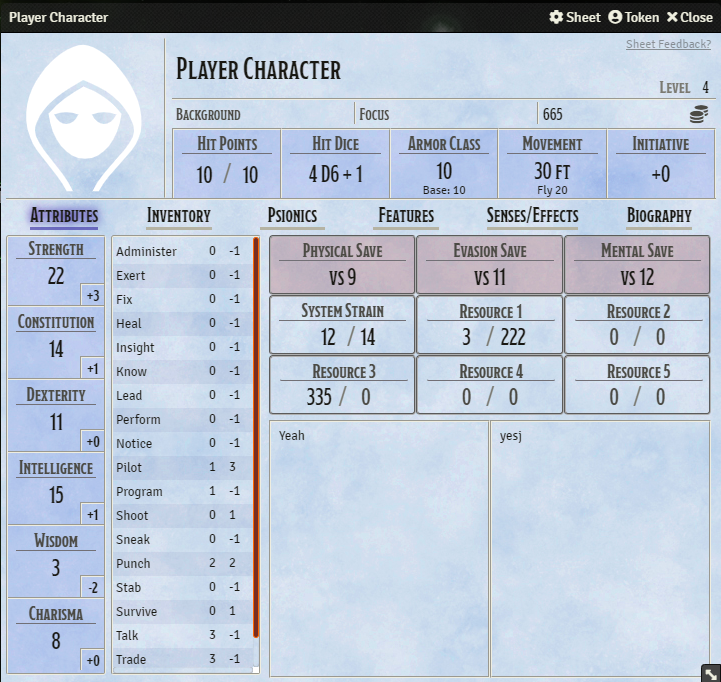 Player Character
Sheet Token Close
Sheet Feedback?
Player Character
Level 4
Background Focus 665
Hit Points Hit Dice Armor Class Movement Initiative
10 / 10 4 D6 + 1 10 30 ft +0
Base: 10 Fly 20
Attributes Inventory Psionics Features Senses/Effects Biography
Strength
22
+3
Constitution
14
+1
Dexterity
11
+0
Intelligence
15
+1
Wisdom
3
-2
Charisma
8
+0
Administer 0 -1
Exert 0 -1
Fix 0 -1
Heal 0 -1
Insight 0 -1
Know 0 -1
Lead 0 -1
Perform 0 -1
Notice 0 -1
Pilot 1 3
Program 1 -1
Shoot 0 1
Sneak 0 -1
Punch 2 2
Stab 0 -1
Survive 0 1
Talk 3 -1
Trade 3 -1
Physical Save Evasion Save Mental Save
vs 9 vs 11 vs 12
System Strain Resource 1 Resource 2
12 / 14 3 / 222 0 / 0
Resource 3 Resource 4 Resource 5
335 / 0 0 / 0 0 / 0
Yeah
yesj